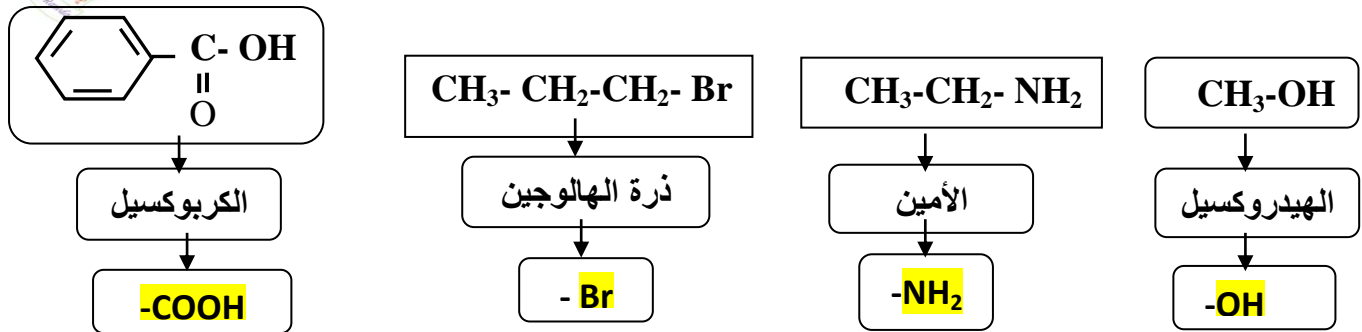 CH₃-OH
الهيدروكسيل
-OH
CH₃-CH₂- NH₂
الأمين
-NH₂
CH₃- CH₂-CH₂- Br
ذرة الهالوجين
- Br
C- OH
O
الكربوكسيل
-COOH